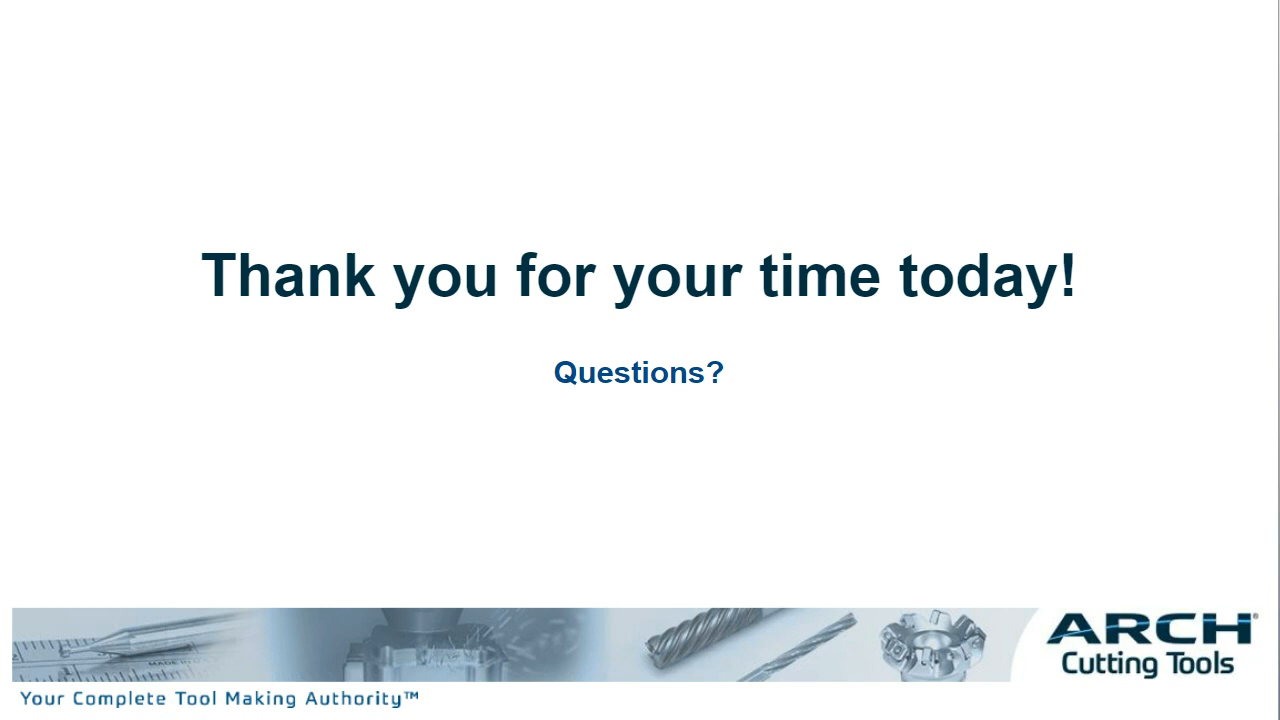 Thank you for your time today!
Questions?
ARCH
Cutting Tools
Your Complete Tool Making Authority™